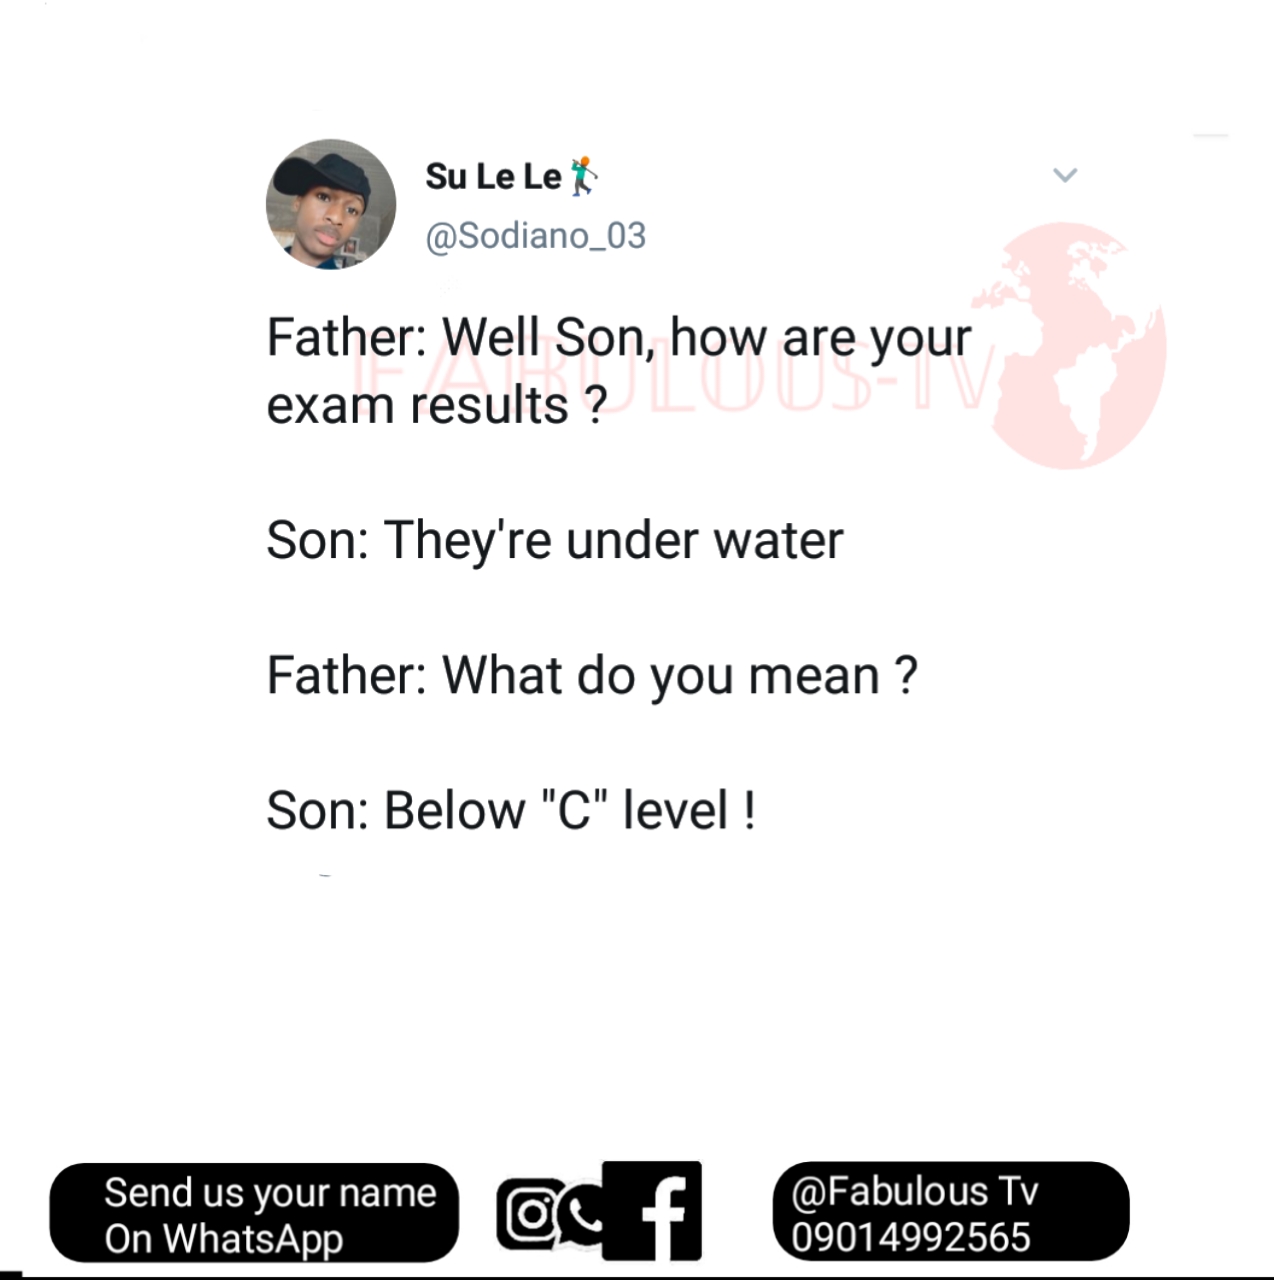 Su Le Le
@Sodiano_03
Father: Well Son, how are your
exam results ?
FABULOUS-TV
Son: They're under water
Father: What do you mean ?
Son: Below "C" level !
Send us your name
On WhatsApp
@Fabulous Tv
09014992565